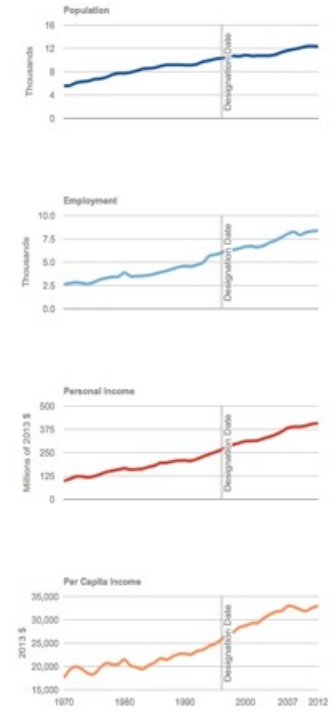 Population
16
12
8
4
0
Thousands
Designation Date
Employment
10.0
7.5
5.0
2.5
0.0
Thousands
Designation Date
Personal Income
500
375
250
125
0
Millions of 2013 $
Designation Date
Per Capita Income
35,000
30,000
25,000
20,000
15,000
2013 $
Designation Date
1970 1980 1990 2000 2007 2013